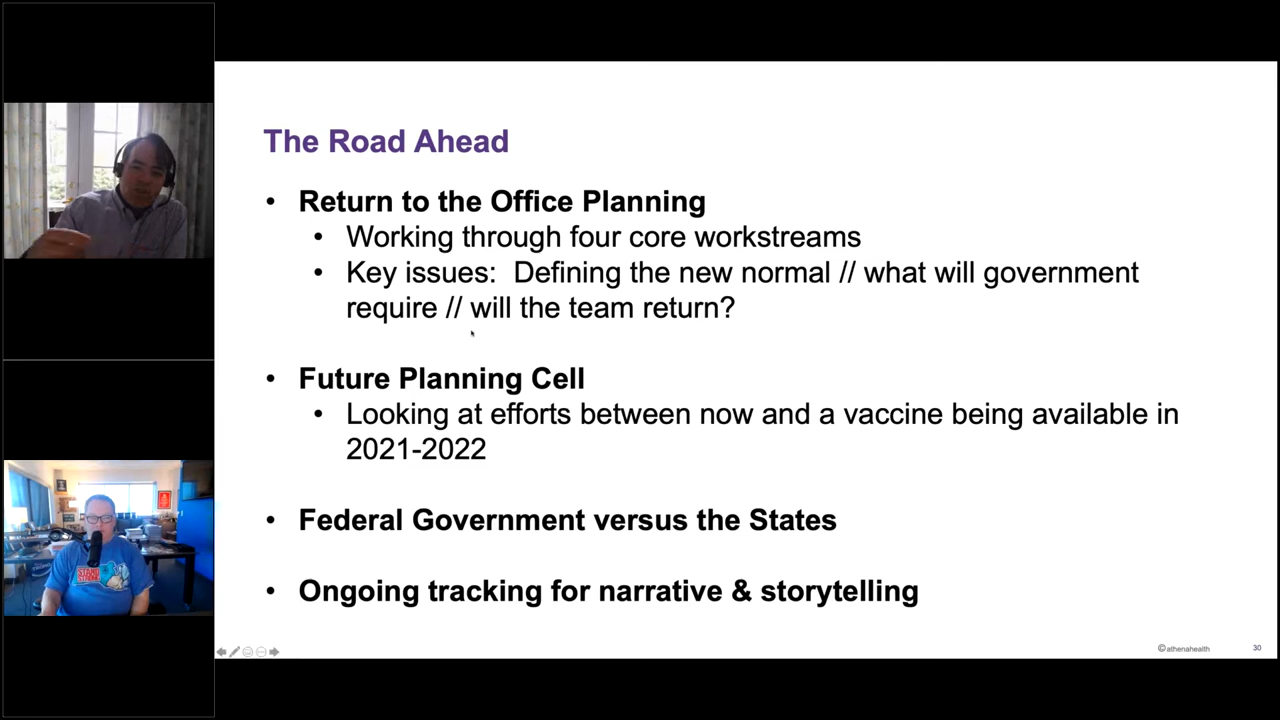 The Road Ahead
• Return to the Office Planning
• Working through four core workstreams
• Key issues: Defining the new normal // what will government
require // will the team return?
• Future Planning Cell
• Looking at efforts between now and a vaccine being available in
2021-2022
• Federal Government versus the States
• Ongoing tracking for narrative & storytelling
©athenahealth
30
STAND
STRONG